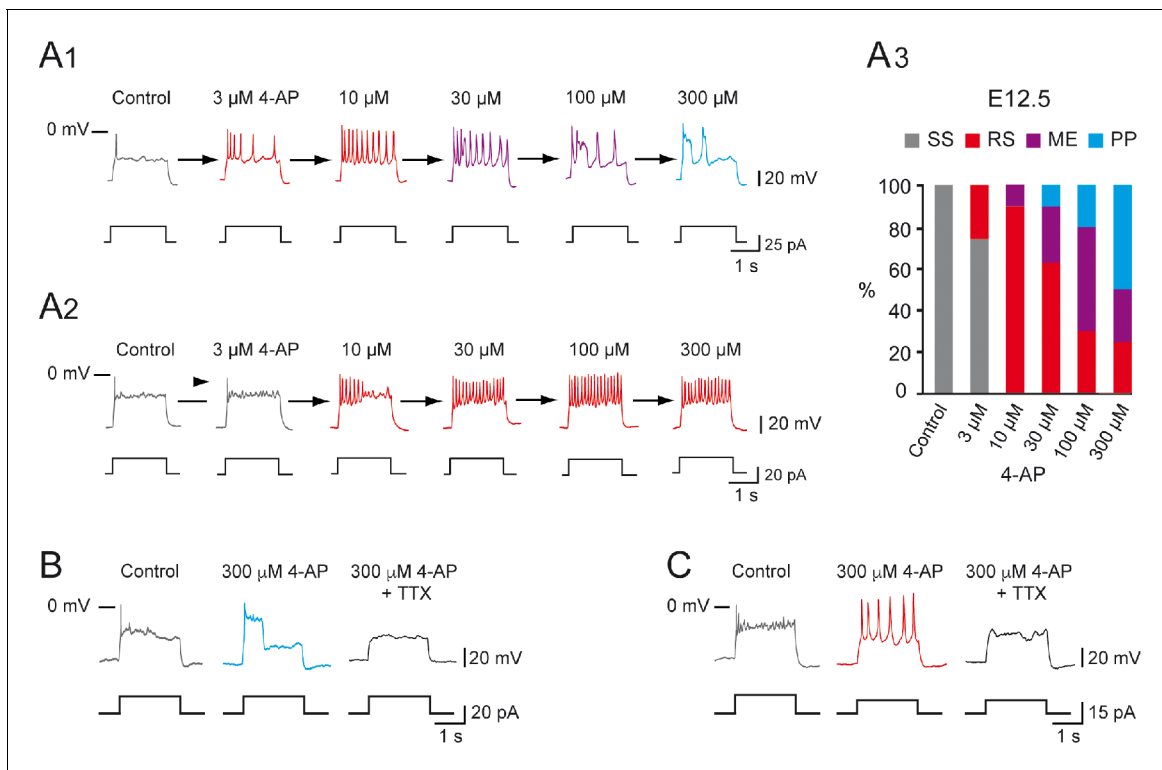 A1
Control
3 µM 4-AP
10 µM
30 µM
100 µM
300 µM
0 mV
20 mV
25 pA
1 s
A2
Control
3 µM 4-AP
10 µM
30 µM
100 µM
300 µM
0 mV
20 mV
20 pA
1 s
A3
E12.5
SS RS ME PP
100
80
60
%
40
20
0
Control
3 µM
10 µM
30 µM
100 µM
300 µM
4-AP
B
Control
300 µM 4-AP
300 µM 4-AP
+ TTX
0 mV
20 mV
20 pA
1 s
C
Control
300 µM 4-AP
300 µM 4-AP
+ TTX
0 mV
20 mV
15 pA
1 s